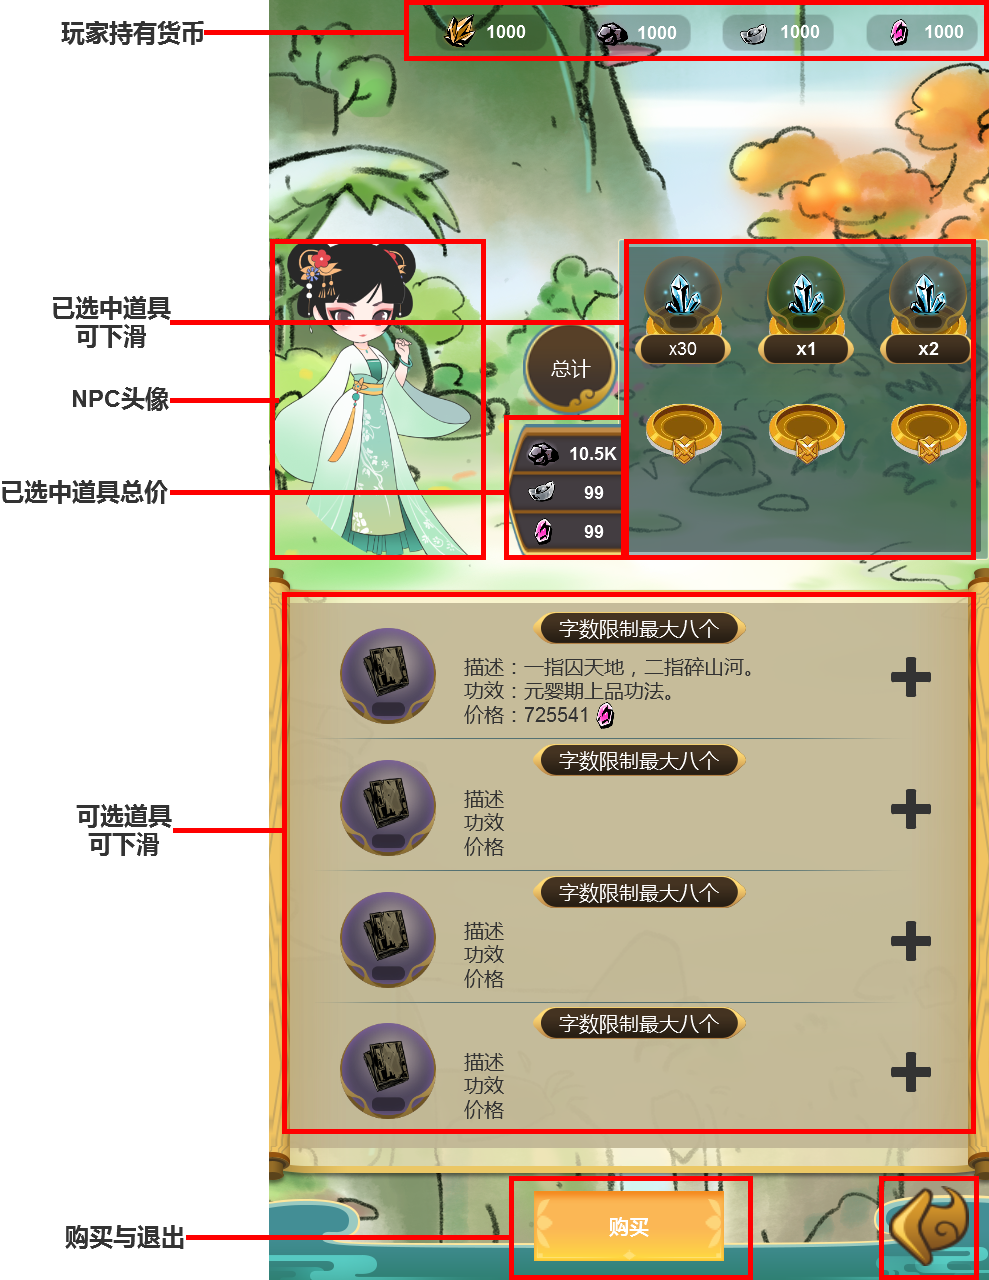 玩家持有货币
1000
1000
1000
1000
已选中道具
可下滑
NPC头像
已选中道具总价
总计
x30
x1
x2
10.5K
99
99
可选道具
可下滑
字数限制最大八个
描述：一指囚天地，二指碎山河。
功效：元婴期上品功法。
价格：725541
字数限制最大八个
描述
功效
价格
字数限制最大八个
描述
功效
价格
字数限制最大八个
描述
功效
价格
购买与退出
购买